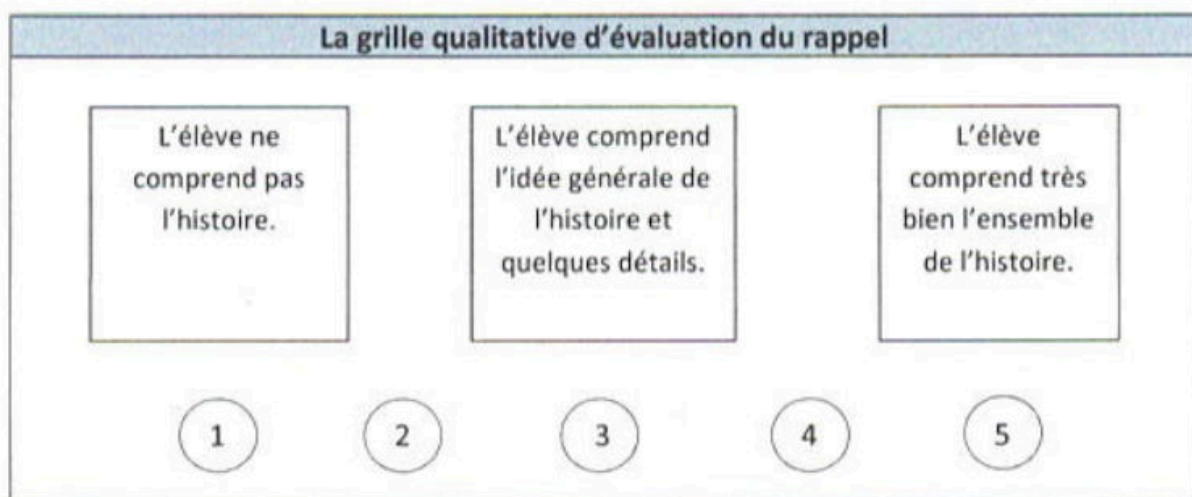 La grille qualitative d'évaluation du rappel
L'élève ne
comprend pas
l'histoire.
L'élève comprend
l'idée générale de
l'histoire et
quelques détails.
L'élève
comprend très
bien l'ensemble
de l'histoire.
1
2
3
4
5